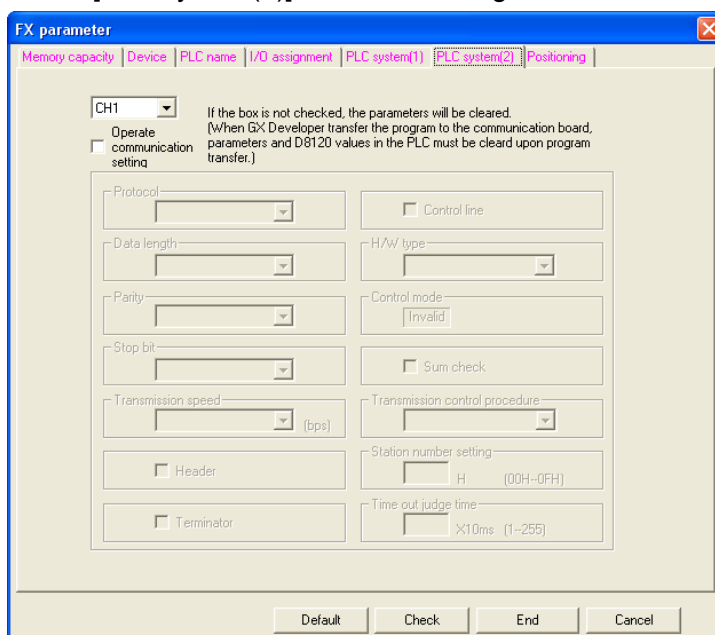 FX parameter
Memory capacity Device PLC name I/O assignment PLC system(1) PLC system(2) Positioning
CH1
If the box is not checked, the parameters will be cleared.
(When GX Developer transfer the program to the communication board,
parameters and D8120 values in the PLC must be cleard upon program
transfer.)
Operate
communication
setting
Protocol
Control line
Data length
H/W type
Parity
Control mode
Invalid
Stop bit
Sum check
Transmission speed
(bps)
Transmission control procedure
Header
Station number setting
H (00H--0FH)
Terminator
Time out judge time
X10ms (1--255)
Default Check End Cancel